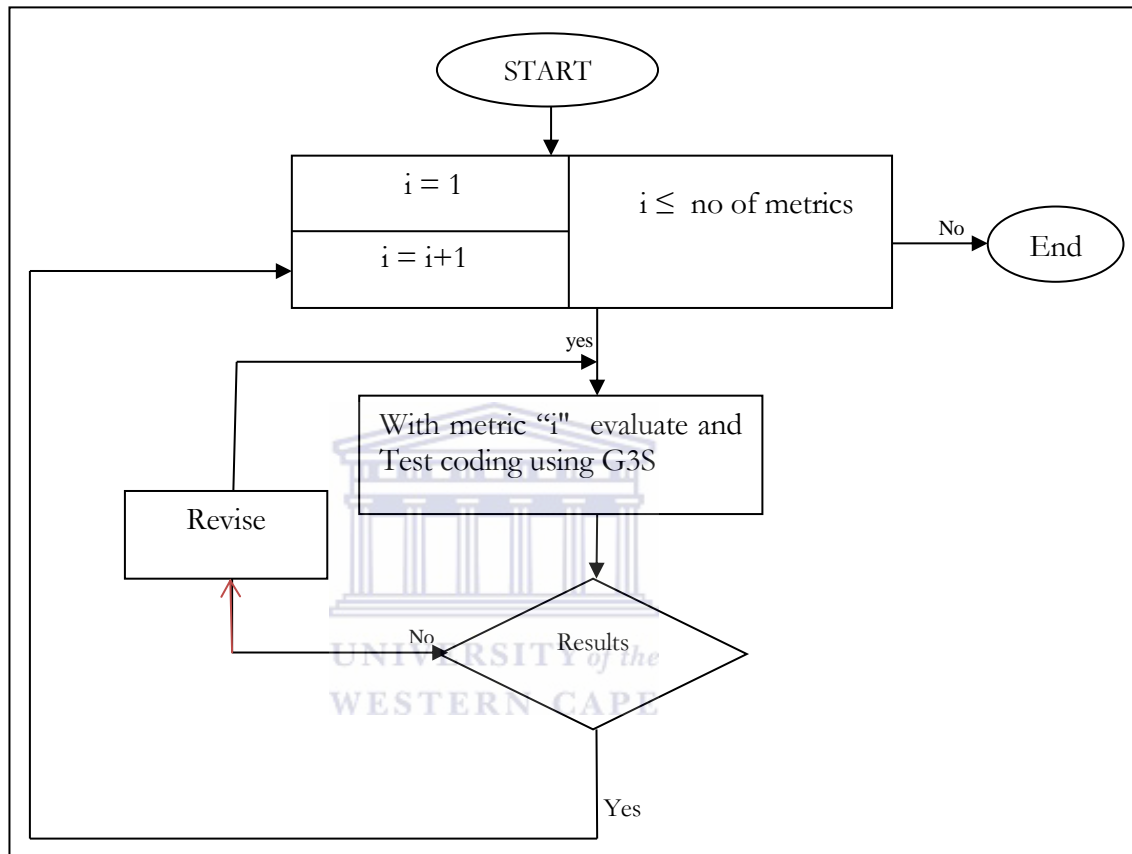 START
i = 1
i ≤ no of metrics
i = i+1
No
End
yes
With metric “i" evaluate and
Test coding using G3S
Revise
No
Results
UNIVERSITY of the
WESTERN CAPE
Yes